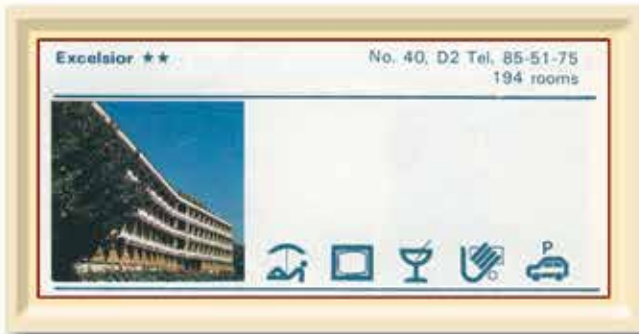 Excelsior ★★
No. 40, D2 Tel. 85-51-75
194 rooms
P